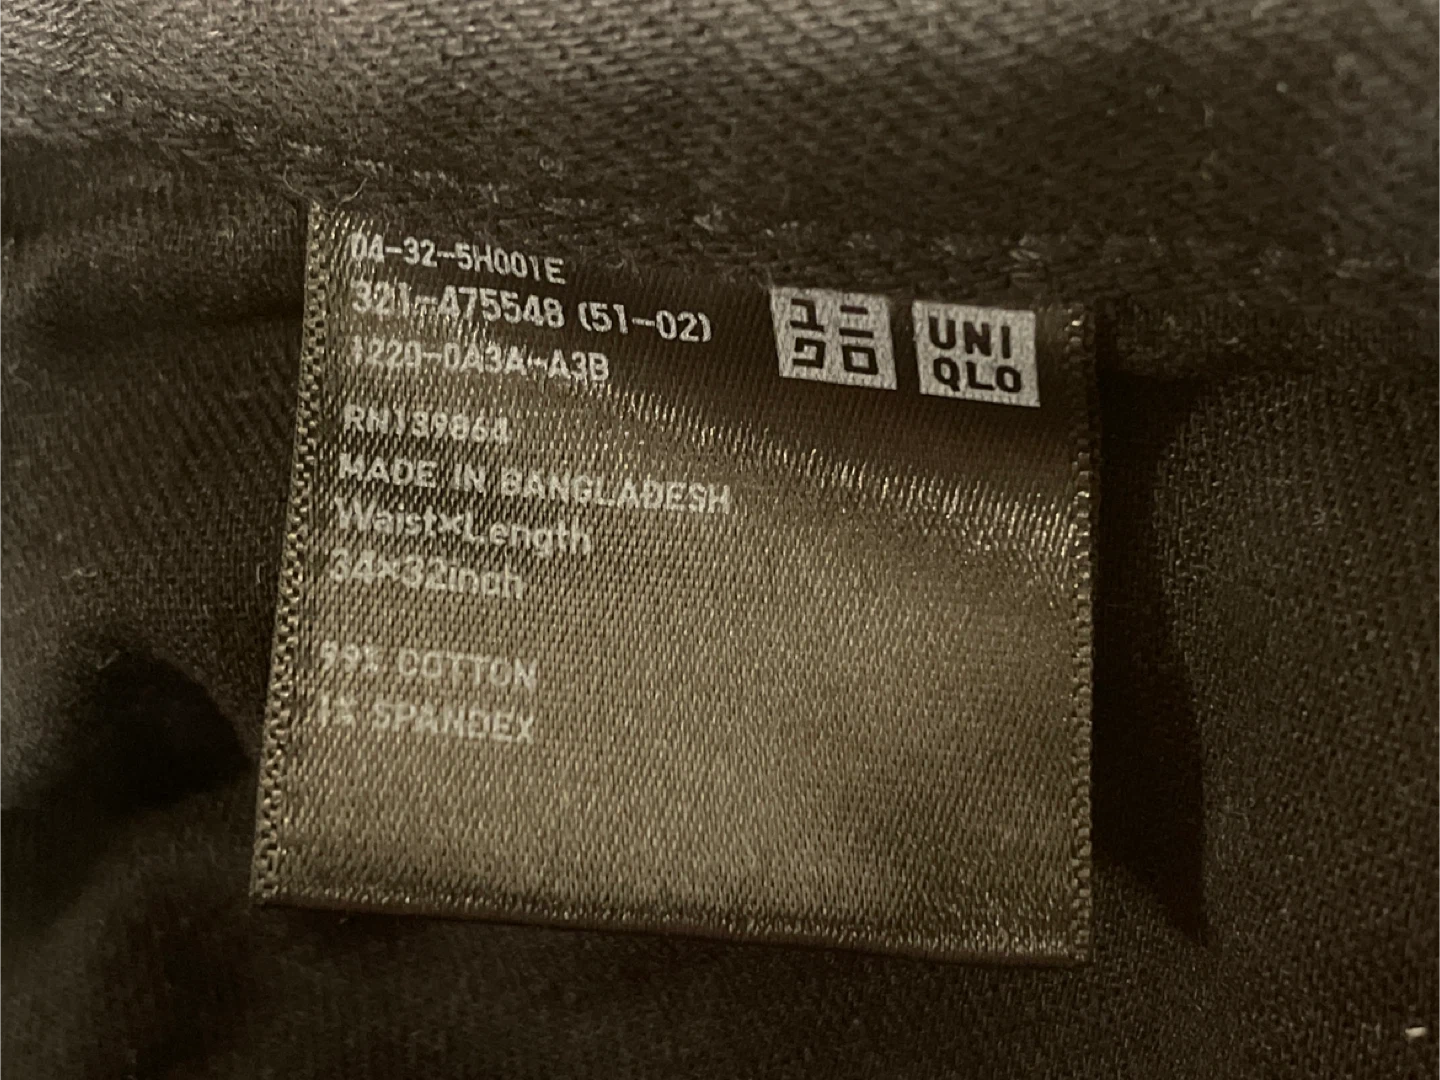 04-32-5H001E
321-475548 (51-02)
1220-0A3A-A3B
ユニ
クロ
UNI
QLO
RN139864
MADE IN BANGLADESH
Waist×Length
34×32inch
99% COTTON
1% SPANDEX